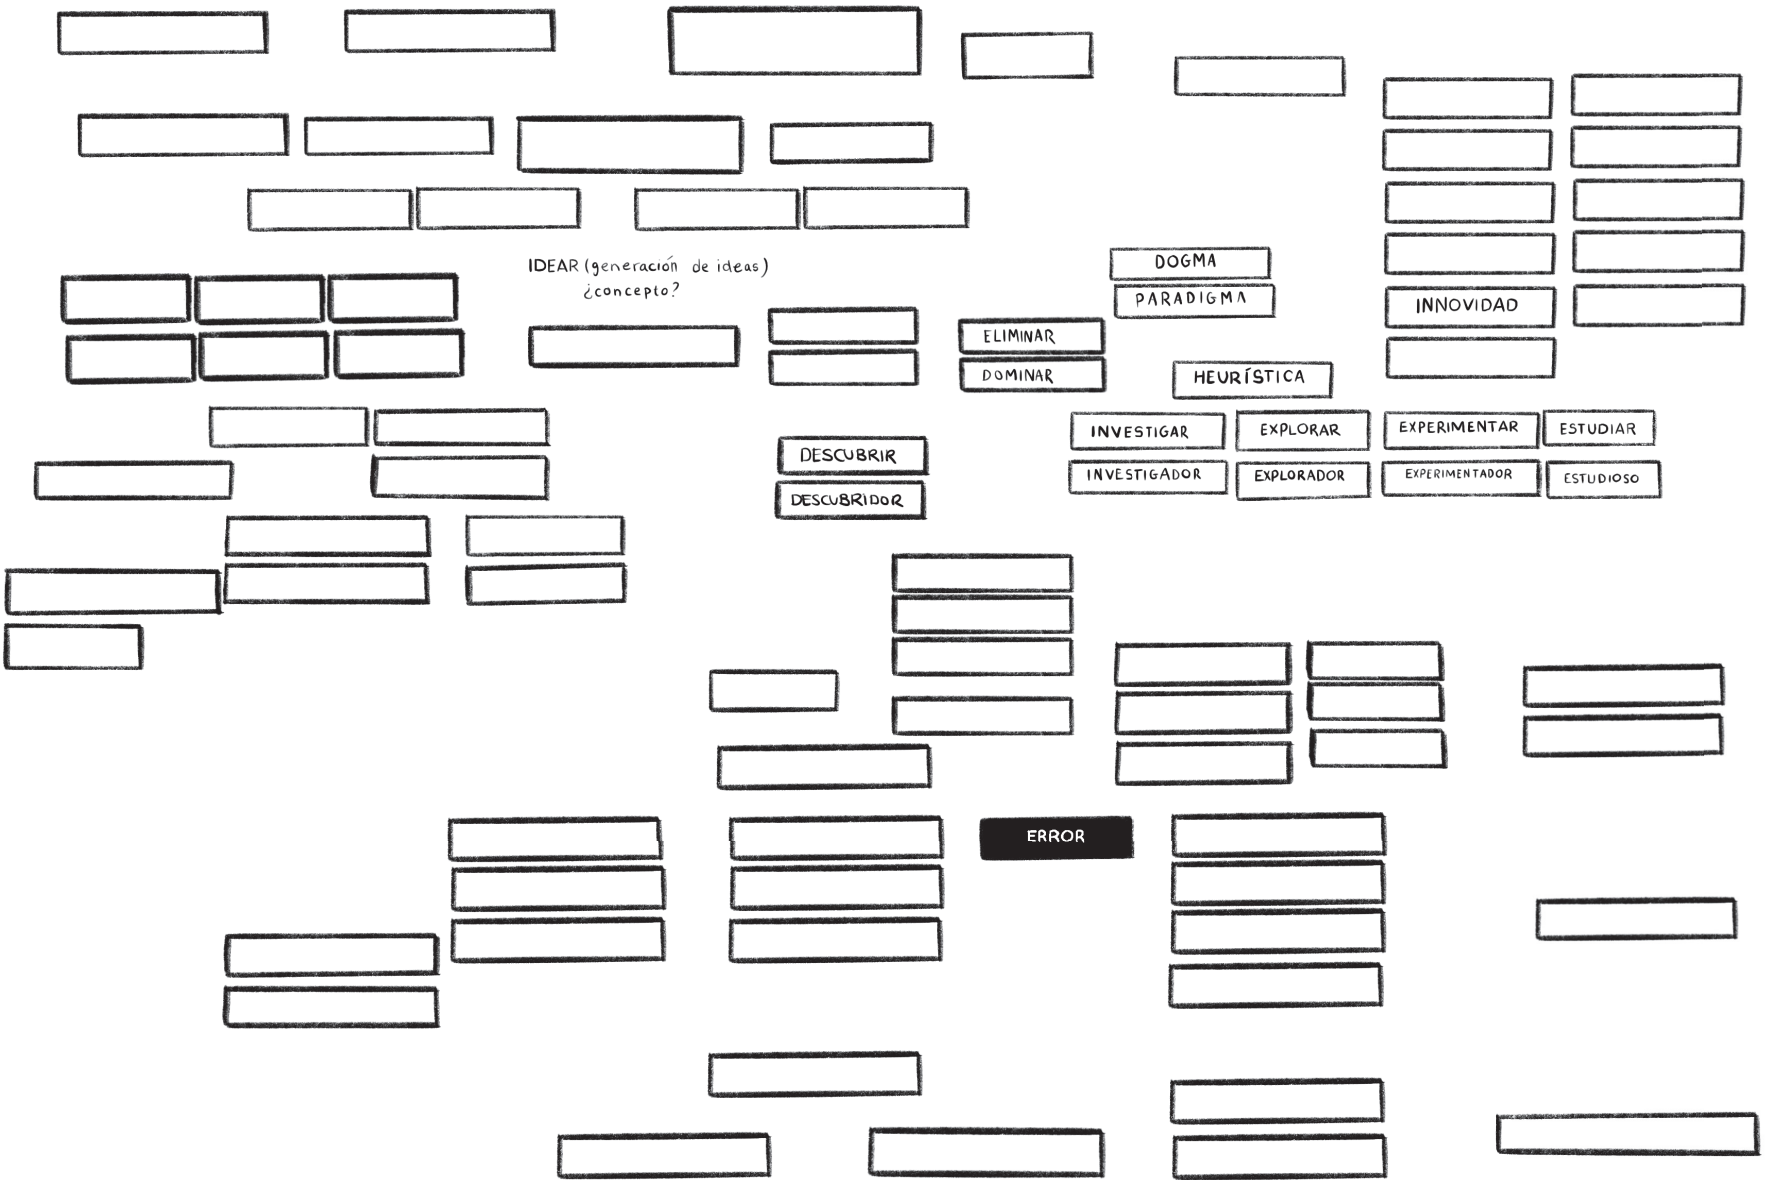 IDEAR (generación de ideas)
¿concepto?
DOGMA
PARADIGMA
INNOVIDAD
ELIMINAR
DOMINAR
HEURÍSTICA
INVESTIGAR
EXPLORAR
EXPERIMENTAR
ESTUDIAR
INVESTIGADOR
EXPLORADOR
EXPERIMENTADOR
ESTUDIOSO
DESCUBRIR
DESCUBRIDOR
ERROR